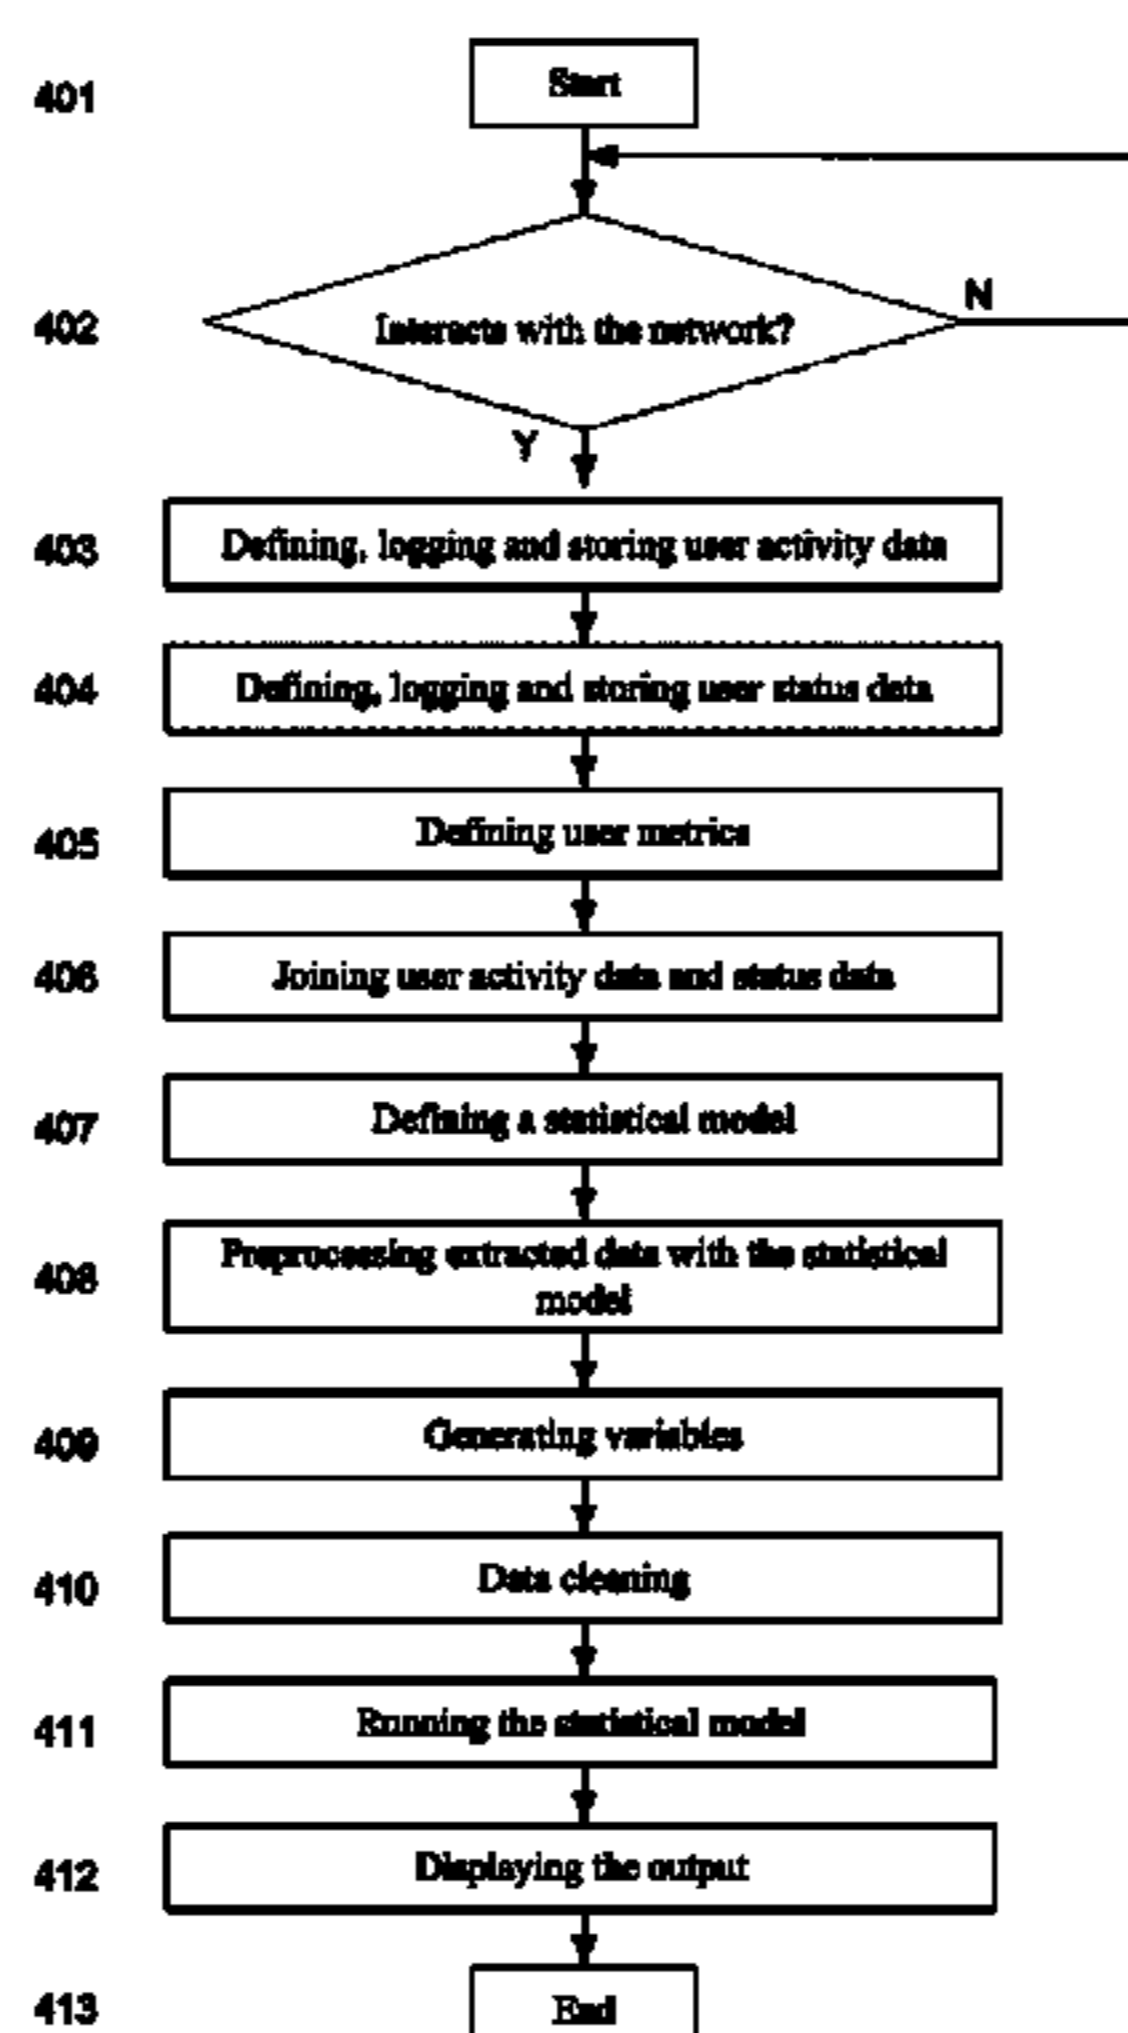 401
Start
402
Interacts with the network?
N
Y
403
Defining, logging and storing user activity data
404
Defining, logging and storing user status data
405
Defining user metrics
406
Joining user activity data and status data
407
Defining a statistical model
408
Preprocessing extracted data with the statistical
model
409
Generating variables
410
Data cleaning
411
Running the statistical model
412
Displaying the output
413
End